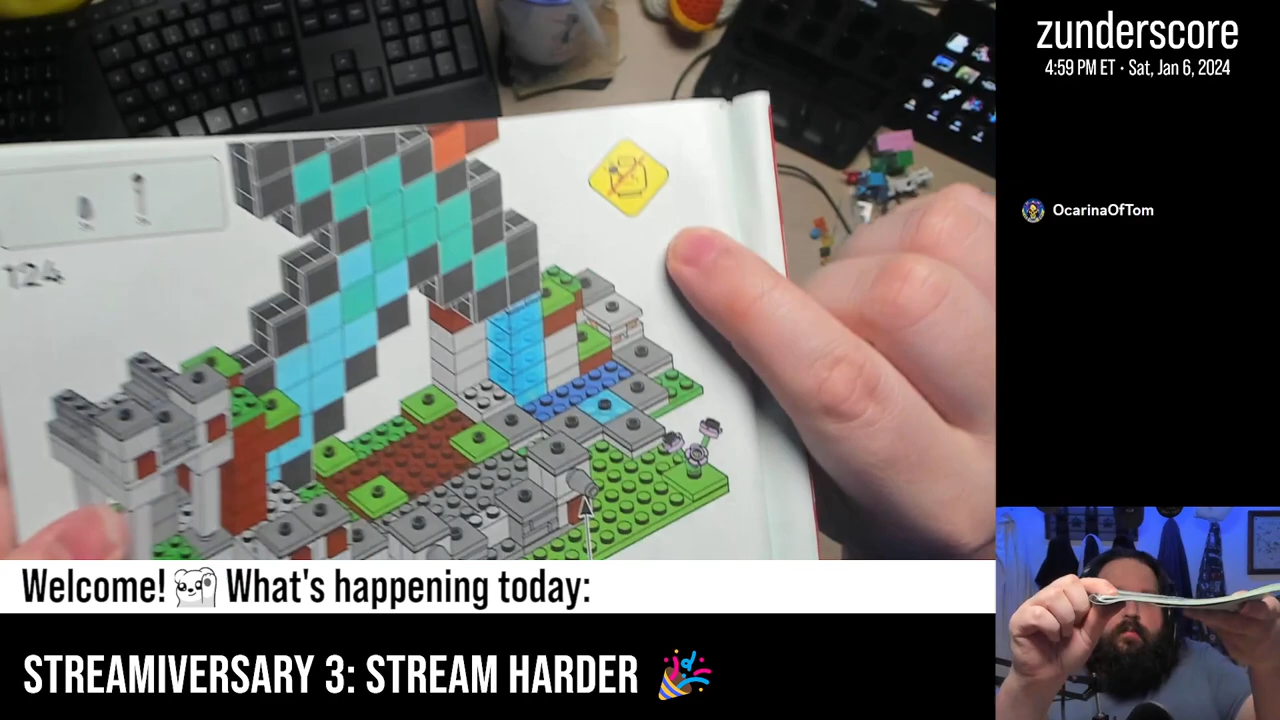 zunderscore
4:59 PM ET · Sat, Jan 6, 2024
OcarinaOfTom
124
Welcome! What's happening today:
STREAMIVERSARY 3: STREAM HARDER